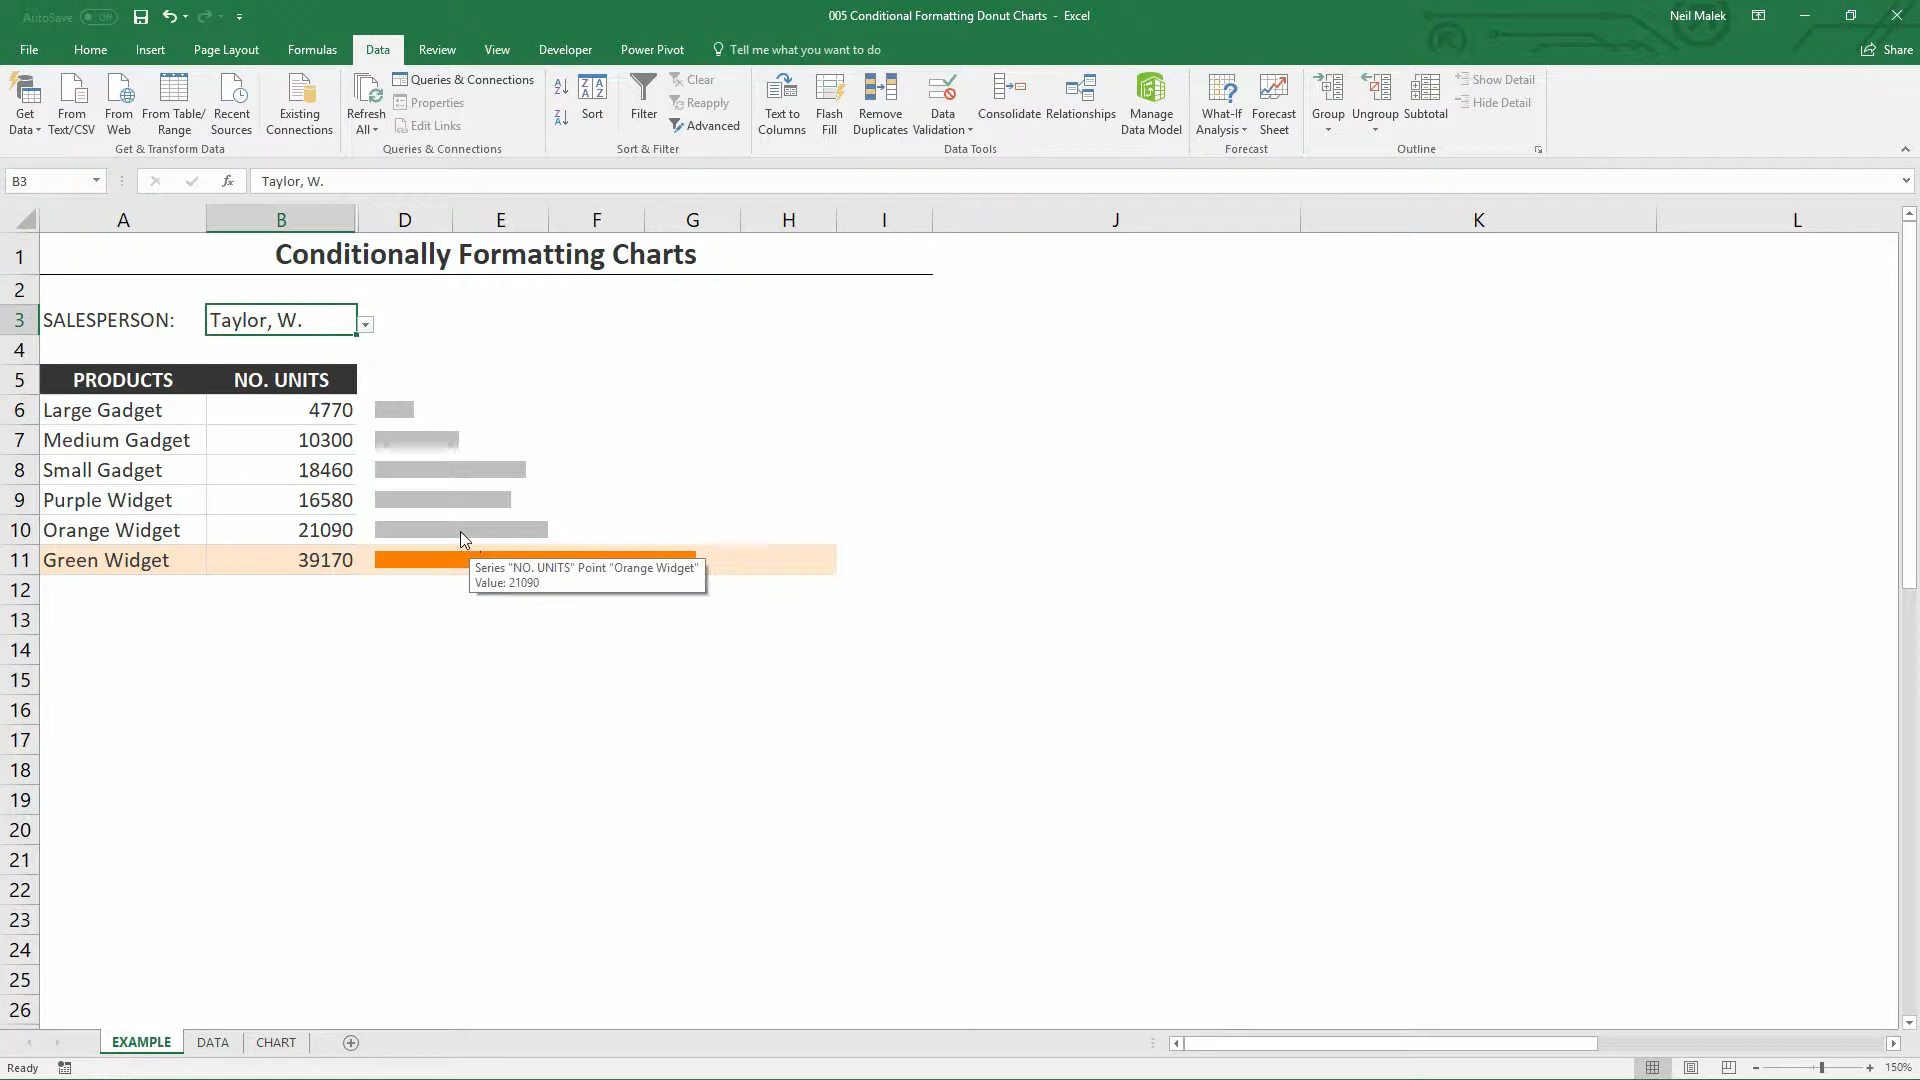 AutoSave Off
005 Conditional Formatting Donut Charts - Excel
Neil Malek
File Home Insert Page Layout Formulas Data Review View Developer Power Pivot Tell me what you want to do Share
Get Data
From Text/CSV
From Web
From Table/ Range
Recent Sources
Existing Connections
Get & Transform Data
Refresh All
Queries & Connections
Properties
Edit Links
Queries & Connections
Sort
Filter
Clear
Reapply
Advanced
Sort & Filter
Text to Columns
Flash Fill
Remove Duplicates
Data Validation
Consolidate
Relationships
Manage Data Model
Data Tools
What-If Analysis
Forecast Sheet
Forecast
Group
Ungroup
Subtotal
Show Detail
Hide Detail
Outline
B3 fx Taylor, W.
A B D E F G H I J K L
1 Conditionally Formatting Charts
2
3 SALESPERSON: Taylor, W.
4
5 PRODUCTS NO. UNITS
6 Large Gadget 4770
7 Medium Gadget 10300
8 Small Gadget 18460
9 Purple Widget 16580
10 Orange Widget 21090
11 Green Widget 39170
Series "NO. UNITS" Point "Orange Widget"
Value: 21090
12
13
14
15
16
17
18
19
20
21
22
23
24
25
26
EXAMPLE DATA CHART
Ready 150%